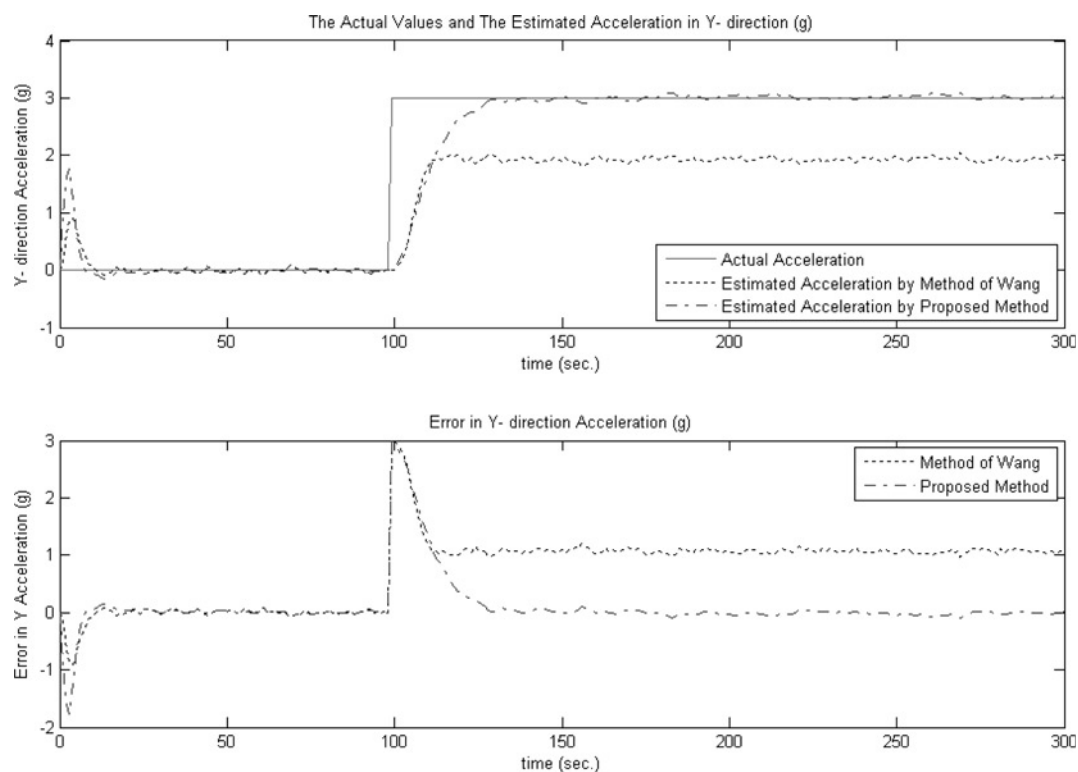 The Actual Values and The Estimated Acceleration in Y- direction (g)
4
3
2
1
0
-1
Y- direction Acceleration (g)
Actual Acceleration
Estimated Acceleration by Method of Wang
Estimated Acceleration by Proposed Method
0 50 100 150 200 250 300
time (sec.)
Error in Y- direction Acceleration (g)
3
2
1
0
-1
-2
Error in Y Acceleration (g)
Method of Wang
Proposed Method
0 50 100 150 200 250 300
time (sec.)